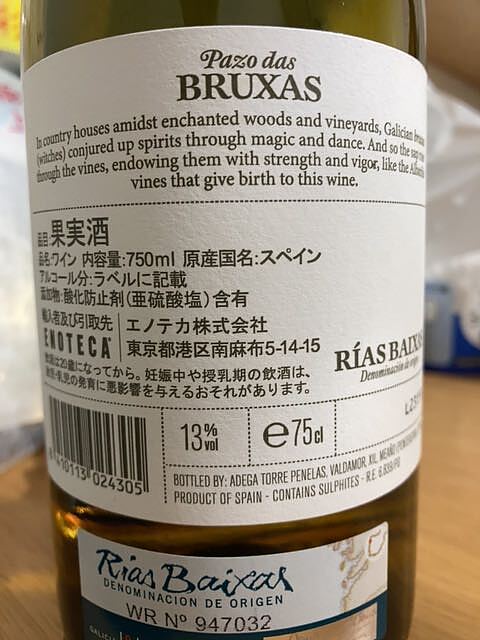 Pazo das
BRUXAS
In country houses amidst enchanted woods and vineyards, Galician
(witches) conjured up spirits through magic and dance. And so the sap
through the vines, endowing them with strength and vigor, like the
vines that give birth to this wine.
品目:果実酒
品名:ワイン 内容量:750ml 原産国名:スペイン
アルコール分:ラベルに記載
添加物:酸化防止剤(亜硫酸塩)含有
輸入者及び引取先 エノテカ株式会社
ENOTECA 東京都港区南麻布5-14-15
飲酒は20歳になってから。妊娠中や授乳期の飲酒は、
胎児・乳児の発育に悪影響を与えるおそれがあります。
RÍAS BAIXAS
Denominación de origen
13% vol
e75cl
8410113 024305
BOTTLED BY: ADEGA TORRE PENELAS, VALDAMOR, XII, MEAÑO
PRODUCT OF SPAIN - CONTAINS SULPHITES - R.E. 6.839/PO
Rías Baixas
DENOMINACION DE ORIGEN
WR Nº 947032